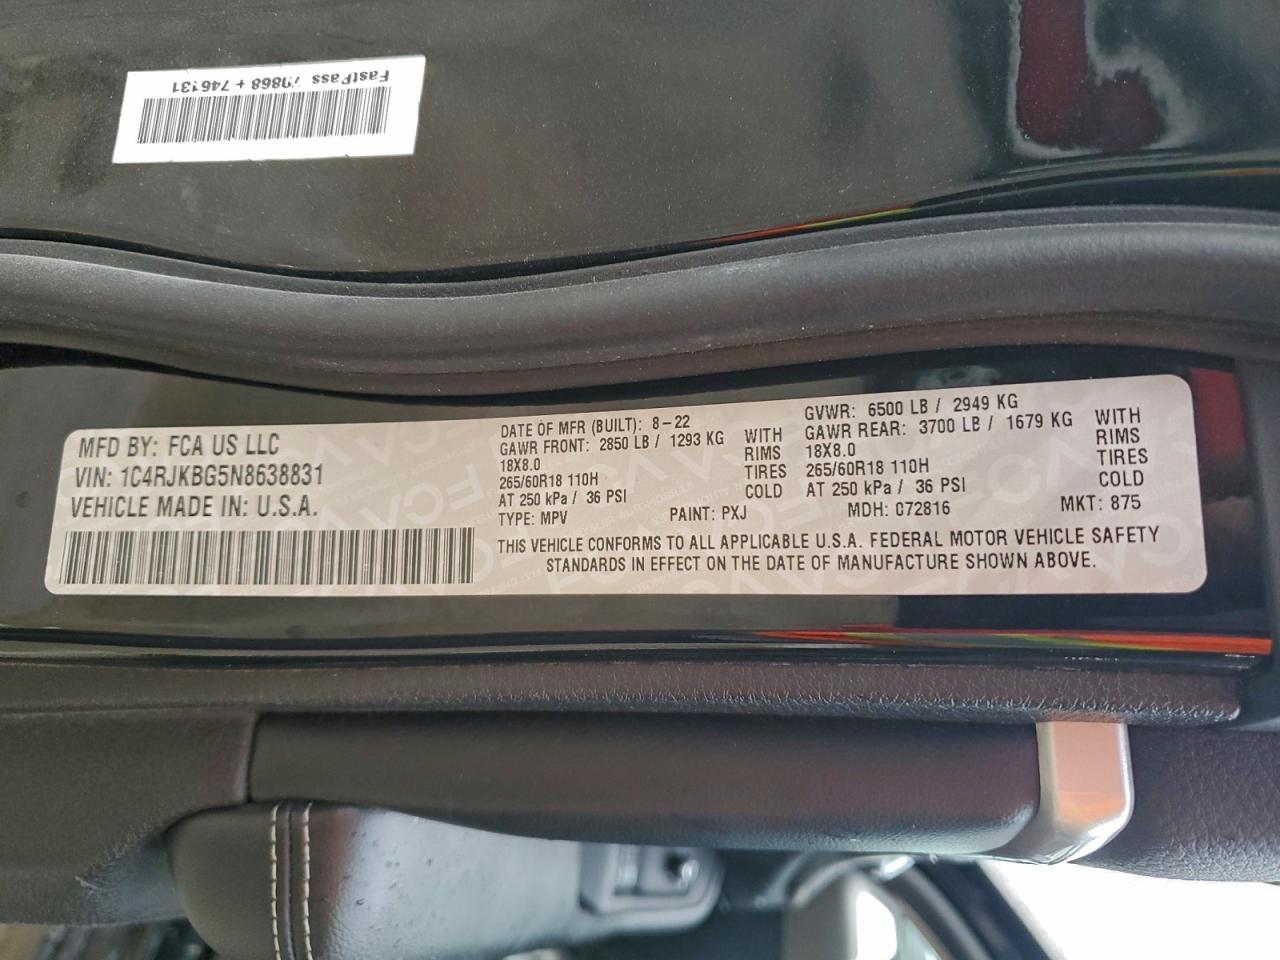 FastPass 79868 + 746131
MFD BY: FCA US LLC
VIN: 1C4RJKBG5N8638831
VEHICLE MADE IN: U.S.A.
DATE OF MFR (BUILT): 8-22
GAWR FRONT: 2850 LB / 1293 KG WITH
18X8.0 RIMS
265/60R18 110H TIRES
AT 250 kPa / 36 PSI COLD
TYPE: MPV PAINT: PXJ
GVWR: 6500 LB / 2949 KG
GAWR REAR: 3700 LB / 1679 KG WITH
18X8.0 RIMS
265/60R18 110H TIRES
AT 250 kPa / 36 PSI COLD
MDH: 072816 MKT: 875
THIS VEHICLE CONFORMS TO ALL APPLICABLE U.S.A. FEDERAL MOTOR VEHICLE SAFETY
STANDARDS IN EFFECT ON THE DATE OF MANUFACTURE SHOWN ABOVE.